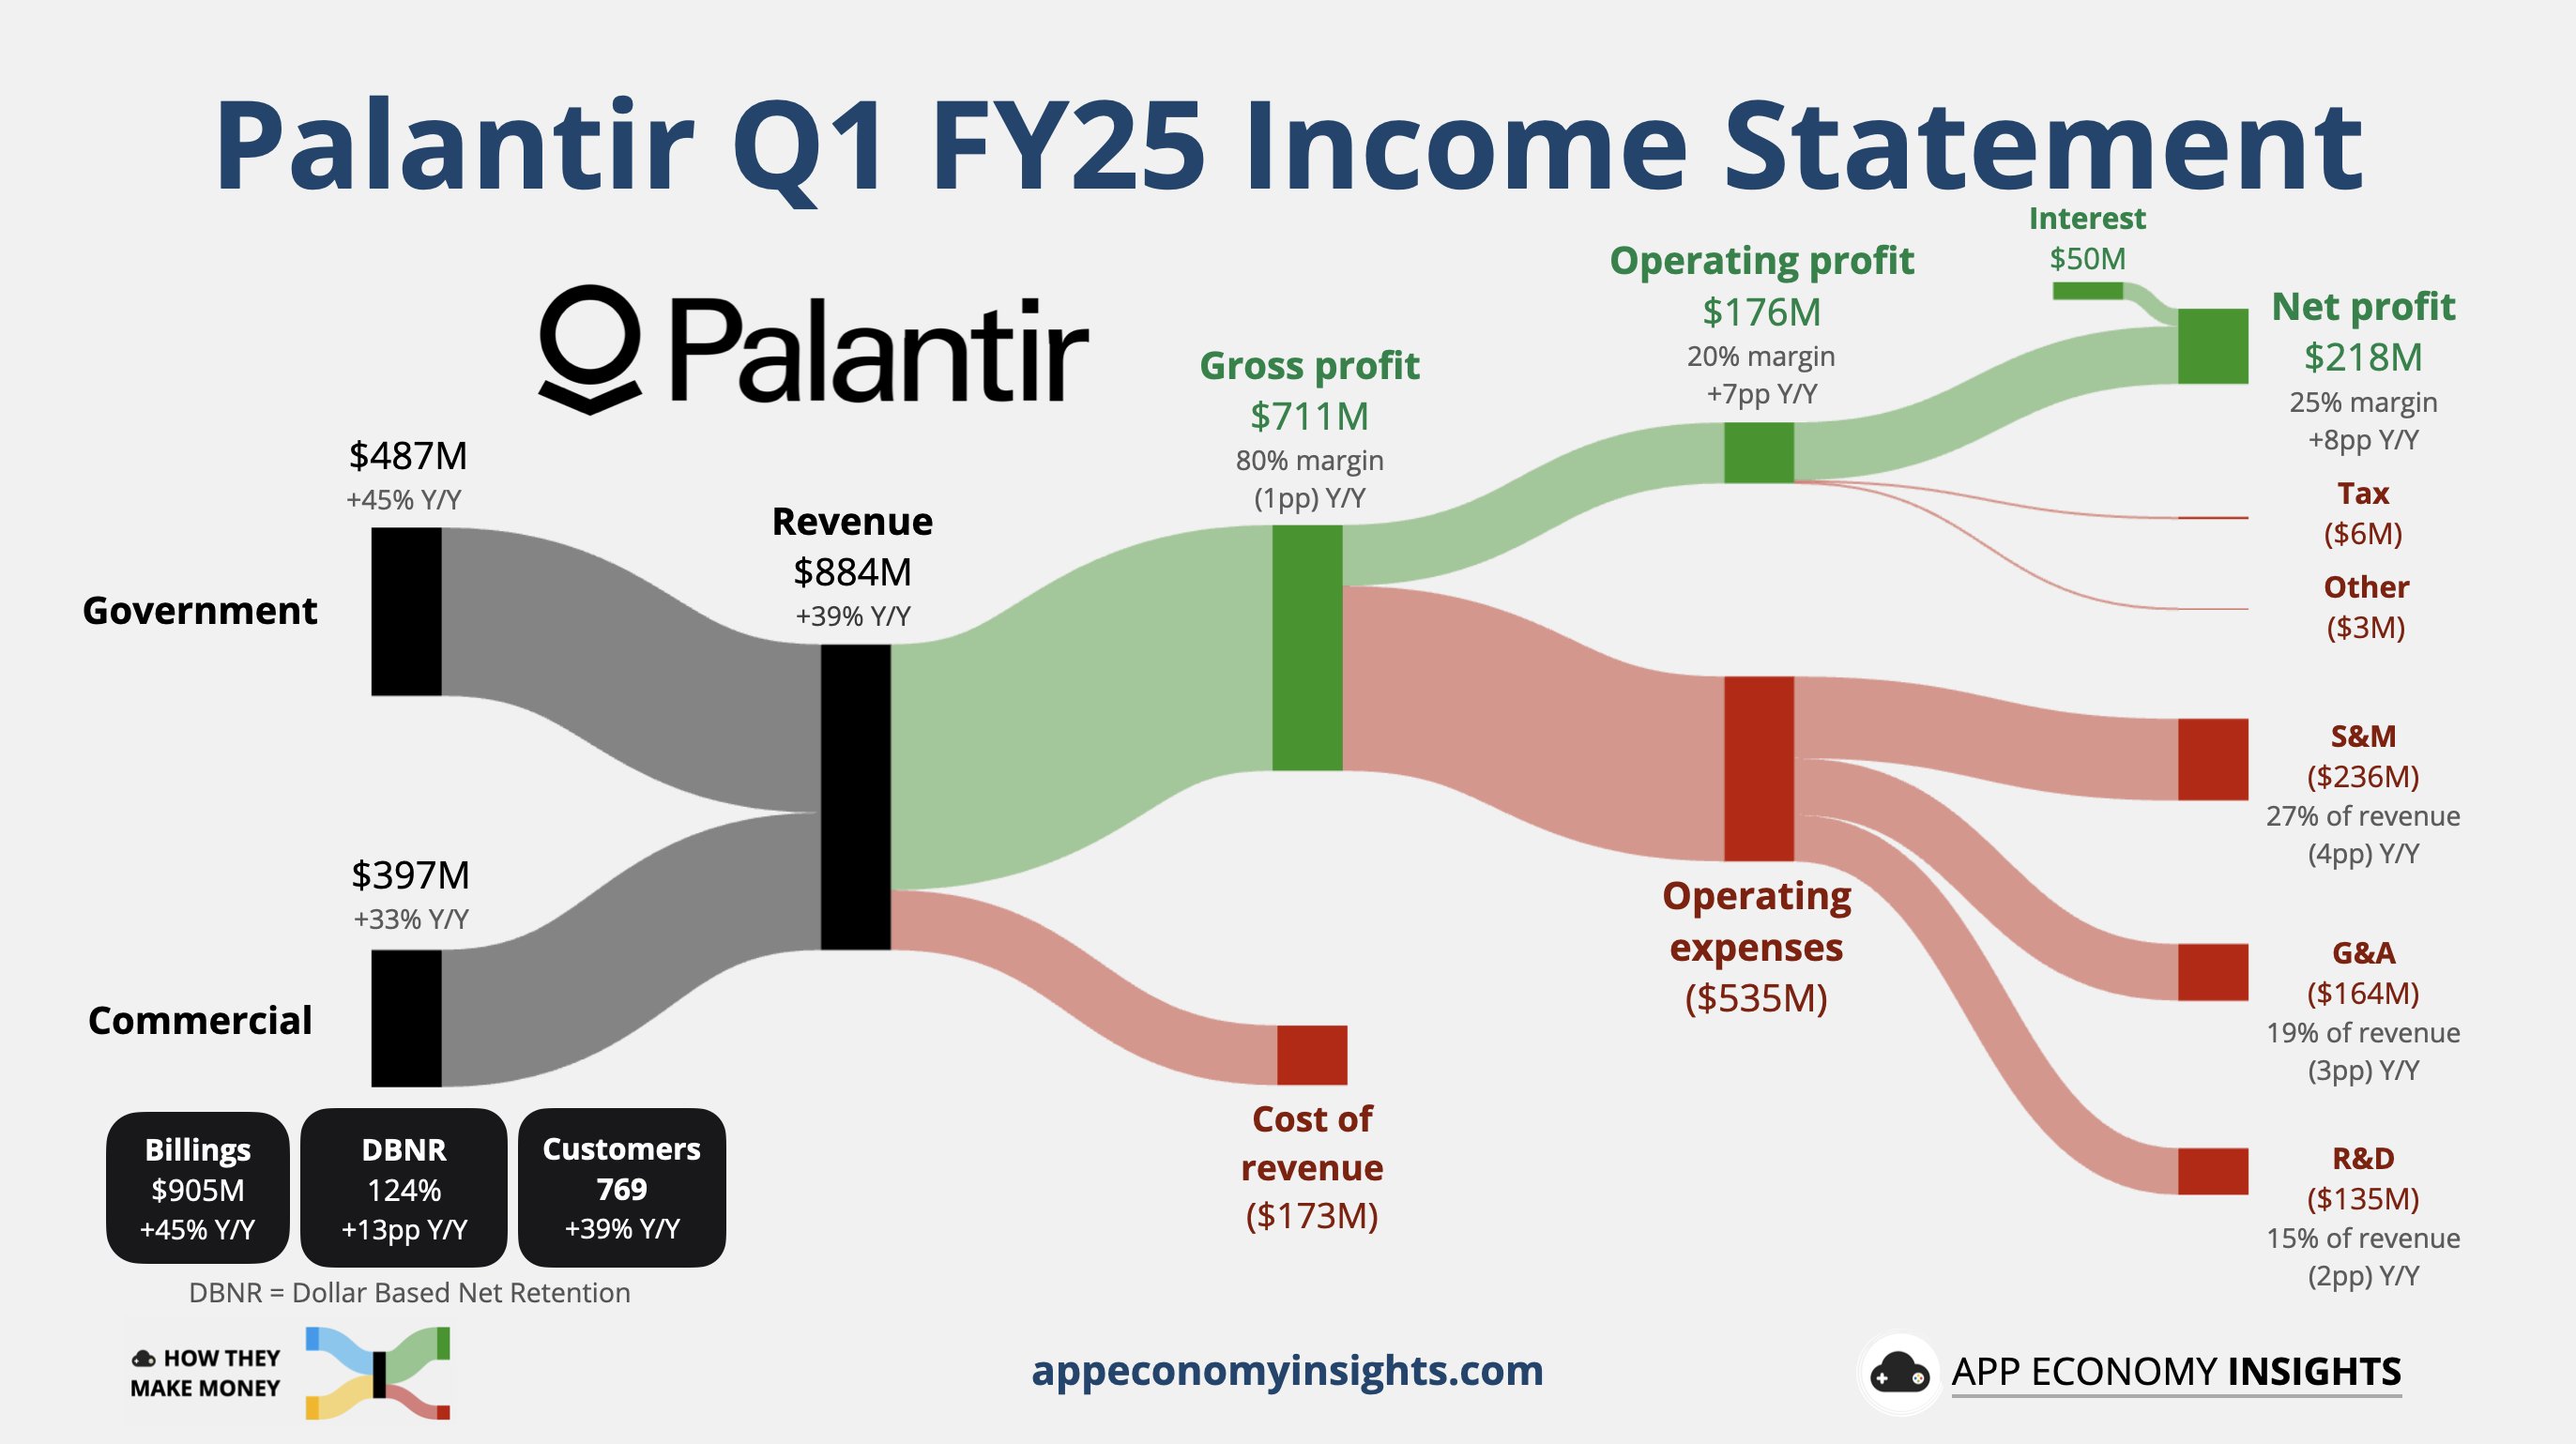 Palantir Q1 FY25 Income Statement
Palantir
Government
$487M
+45% Y/Y
Commercial
$397M
+33% Y/Y
Revenue
$884M
+39% Y/Y
Gross profit
$711M
80% margin
(1pp) Y/Y
Cost of
revenue
($173M)
Operating profit
$176M
20% margin
+7pp Y/Y
Operating
expenses
($535M)
Interest
$50M
Net profit
$218M
25% margin
+8pp Y/Y
Tax
($6M)
Other
($3M)
S&M
($236M)
27% of revenue
(4pp) Y/Y
G&A
($164M)
19% of revenue
(3pp) Y/Y
R&D
($135M)
15% of revenue
(2pp) Y/Y
Billings
$905M
+45% Y/Y
DBNR
124%
+13pp Y/Y
Customers
769
+39% Y/Y
DBNR = Dollar Based Net Retention
HOW THEY
MAKE MONEY
appeconomyinsights.com
APP ECONOMY INSIGHTS